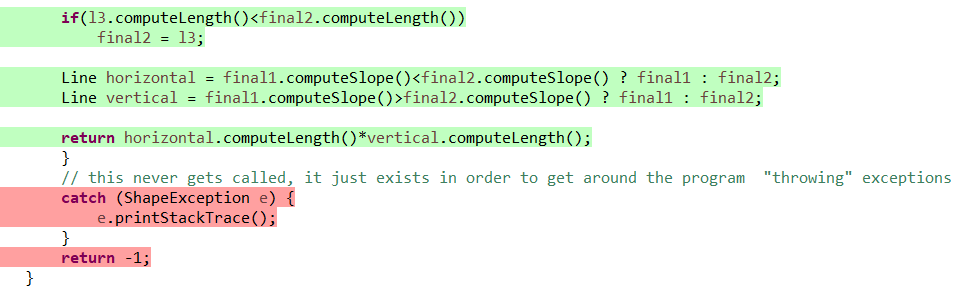 if(l3.computeLength()<final2.computeLength())
final2 = l3;
Line horizontal = final1.computeSlope()<final2.computeSlope() ? final1 : final2;
Line vertical = final1.computeSlope()>final2.computeSlope() ? final1 : final2;
return horizontal.computeLength()*vertical.computeLength();
}
// this never gets called, it just exists in order to get around the program  "throwing" exceptions
catch (ShapeException e) {
e.printStackTrace();
}
return -1;
}